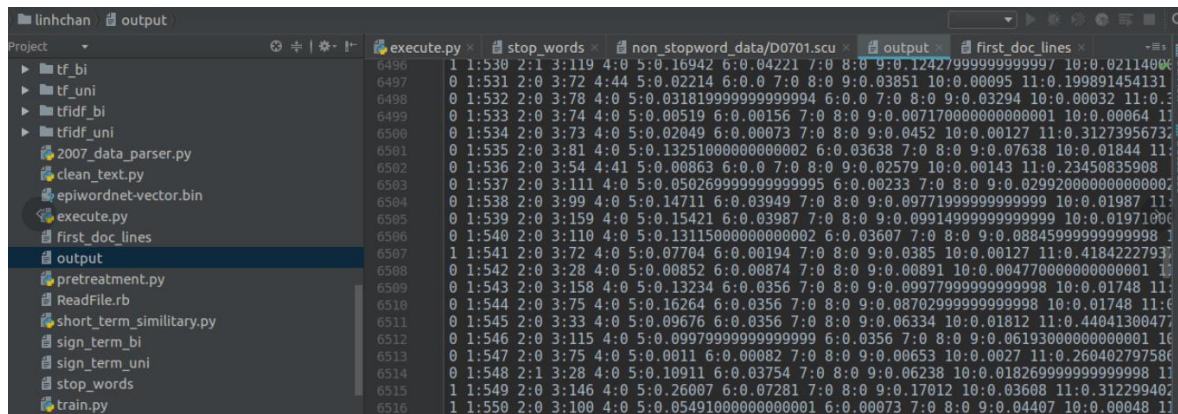 linhchan output
Project
execute.py × stop_words × non_stopword_data/D0701.scu × output × first_doc_lines ×
tf_bi
tf_uni
tfidf_bi
tfidf_uni
2007_data_parser.py
clean_text.py
epiwordnet-vector.bin
execute.py
first_doc_lines
output
pretreatment.py
ReadFile.rb
short_term_similitary.py
sign_term_bi
sign_term_uni
stop_words
train.py
6496 1 1:530 2:1 3:119 4:0 5:0.16942 6:0.04221 7:0 8:0 9:0.12427999999999997 10:0.0211400
6497 0 1:531 2:0 3:72 4:44 5:0.02214 6:0.0 7:0 8:0 9:0.03851 10:0.00095 11:0.199891454131
6498 0 1:532 2:0 3:78 4:0 5:0.031819999999999994 6:0.0 7:0 8:0 9:0.03294 10:0.00032 11:0.3
6499 0 1:533 2:0 3:74 4:0 5:0.00519 6:0.00156 7:0 8:0 9:0.007170000000000001 10:0.00064 11
6500 0 1:534 2:0 3:73 4:0 5:0.02049 6:0.00073 7:0 8:0 9:0.0452 10:0.00127 11:0.31273956732
6501 0 1:535 2:0 3:81 4:0 5:0.13251000000000002 6:0.03638 7:0 8:0 9:0.07638 10:0.01844 11:
6502 0 1:536 2:0 3:54 4:41 5:0.00863 6:0.0 7:0 8:0 9:0.02579 10:0.00143 11:0.23450835908
6503 0 1:537 2:0 3:111 4:0 5:0.050269999999999995 6:0.00233 7:0 8:0 9:0.029920000000000002
6504 0 1:538 2:0 3:99 4:0 5:0.14711 6:0.03949 7:0 8:0 9:0.09771999999999999 10:0.01987 11:
6505 0 1:539 2:0 3:159 4:0 5:0.15421 6:0.03987 7:0 8:0 9:0.09914999999999999 10:0.01971000
6506 0 1:540 2:0 3:110 4:0 5:0.13115000000000002 6:0.03607 7:0 8:0 9:0.08845999999999998 1
6507 1 1:541 2:0 3:72 4:0 5:0.07704 6:0.00194 7:0 8:0 9:0.0385 10:0.00127 11:0.4184222793
6508 0 1:542 2:0 3:28 4:0 5:0.00852 6:0.00874 7:0 8:0 9:0.00891 10:0.004770000000000001 11
6509 0 1:543 2:0 3:158 4:0 5:0.13234 6:0.0356 7:0 8:0 9:0.09977999999999998 10:0.01748 11:
6510 0 1:544 2:0 3:75 4:0 5:0.16264 6:0.0356 7:0 8:0 9:0.08702999999999998 10:0.01748 11:0
6511 0 1:545 2:0 3:33 4:0 5:0.09676 6:0.0356 7:0 8:0 9:0.06334 10:0.01812 11:0.44041300477
6512 0 1:546 2:0 3:115 4:0 5:0.09979999999999999 6:0.0356 7:0 8:0 9:0.06193000000000001 10
6513 0 1:547 2:0 3:75 4:0 5:0.0011 6:0.00082 7:0 8:0 9:0.00653 10:0.0027 11:0.260402797586
6514 0 1:548 2:1 3:28 4:0 5:0.10911 6:0.03754 7:0 8:0 9:0.06238 10:0.018269999999999998 11
6515 1 1:549 2:0 3:146 4:0 5:0.26007 6:0.07281 7:0 8:0 9:0.17012 10:0.03608 11:0.312299402
6516 1 1:550 2:0 3:100 4:0 5:0.05491000000000001 6:0.00073 7:0 8:0 9:0.04407 10:0.00048 11